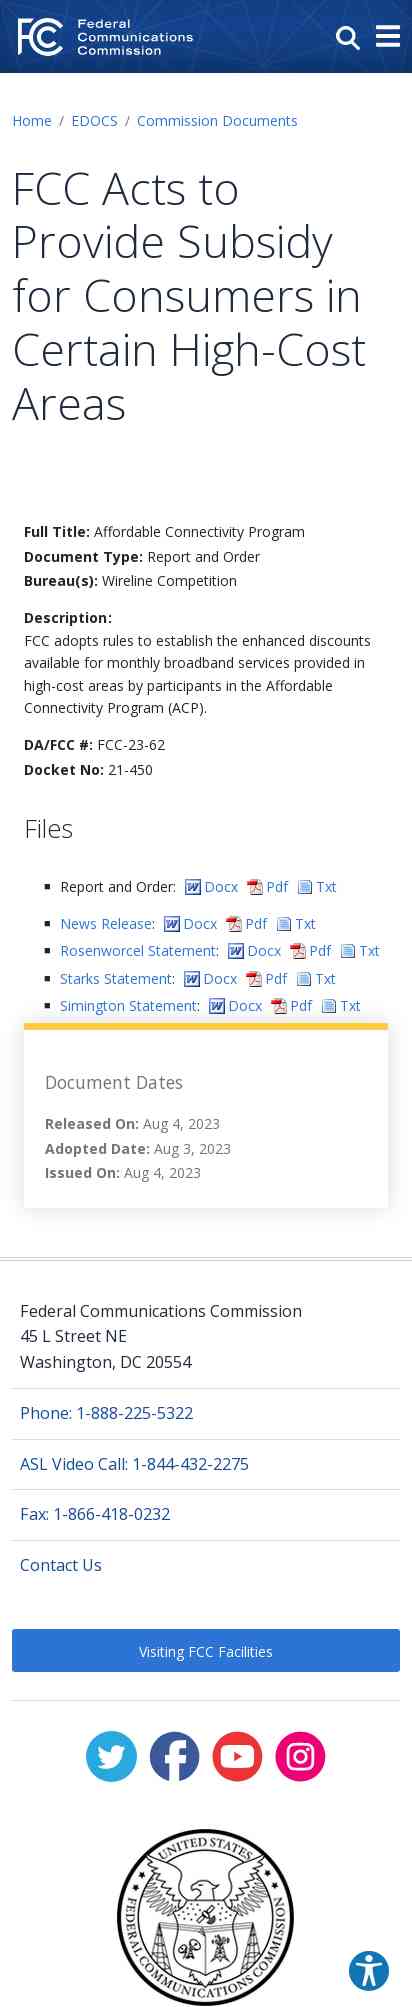 FC
Federal
Communications
Commission
Home / EDOCS / Commission Documents
FCC Acts to
Provide Subsidy
for Consumers in
Certain High-Cost
Areas
Full Title: Affordable Connectivity Program
Document Type: Report and Order
Bureau(s): Wireline Competition
Description:
FCC adopts rules to establish the enhanced discounts
available for monthly broadband services provided in
high-cost areas by participants in the Affordable
Connectivity Program (ACP).
DA/FCC #: FCC-23-62
Docket No: 21-450
Files
Report and Order: Docx Pdf Txt
News Release: Docx Pdf Txt
Rosenworcel Statement: Docx Pdf Txt
Starks Statement: Docx Pdf Txt
Simington Statement: Docx Pdf Txt
Document Dates
Released On: Aug 4, 2023
Adopted Date: Aug 3, 2023
Issued On: Aug 4, 2023
Federal Communications Commission
45 L Street NE
Washington, DC 20554
Phone: 1-888-225-5322
ASL Video Call: 1-844-432-2275
Fax: 1-866-418-0232
Contact Us
Visiting FCC Facilities
UNITED STATES
FEDERAL COMMUNICATIONS COMMISSION